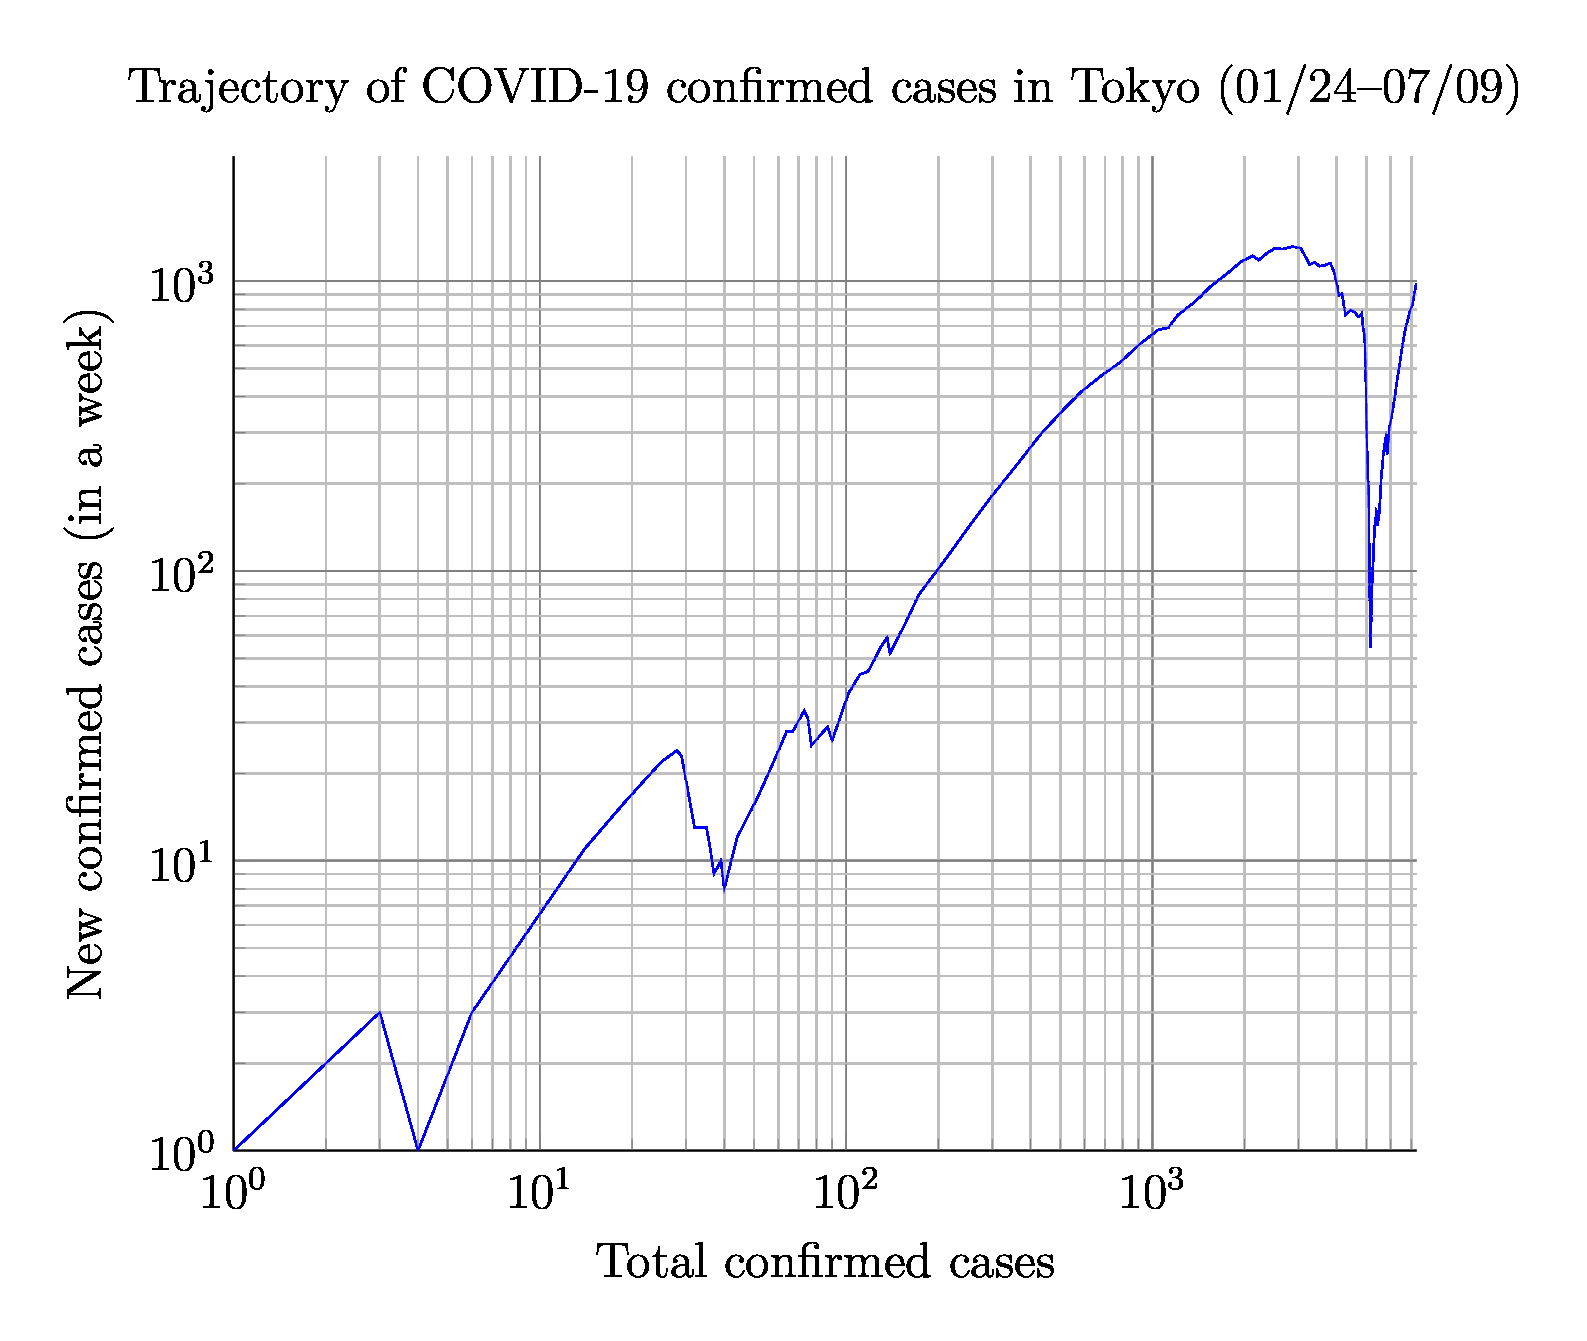 Trajectory of COVID-19 confirmed cases in Tokyo (01/24–07/09)
New confirmed cases (in a week)
10³
10²
10¹
10⁰
10⁰ 10¹ 10² 10³
Total confirmed cases